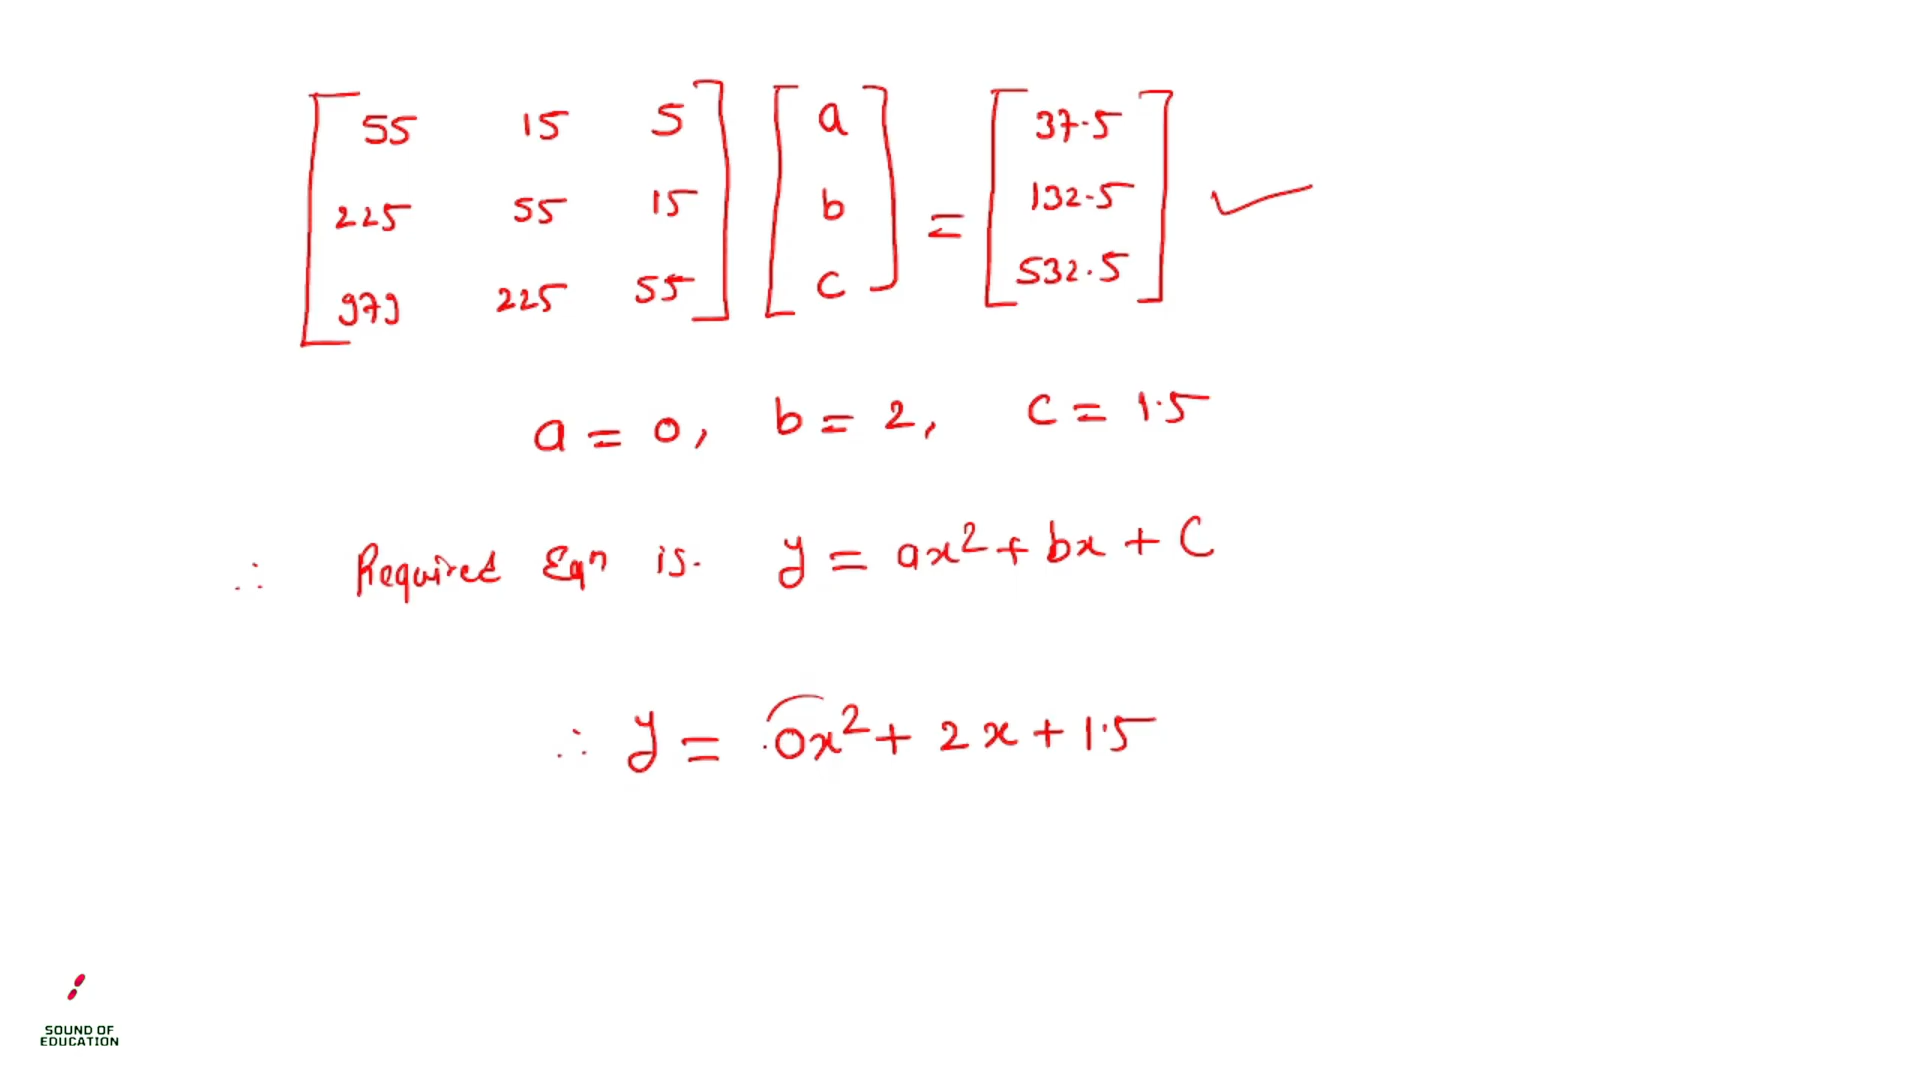 [ 55 15 5 ] [ a ] = [ 37.5 ] ✓
[ 225 55 15 ] [ b ] [ 132.5 ]
[ 979 225 55 ] [ c ] [ 532.5 ]
a = 0, b = 2, c = 1.5
∴ Required Eqn is. y = ax² + bx + c
∴ y = 0x² + 2x + 1.5
SOUND OF
EDUCATION